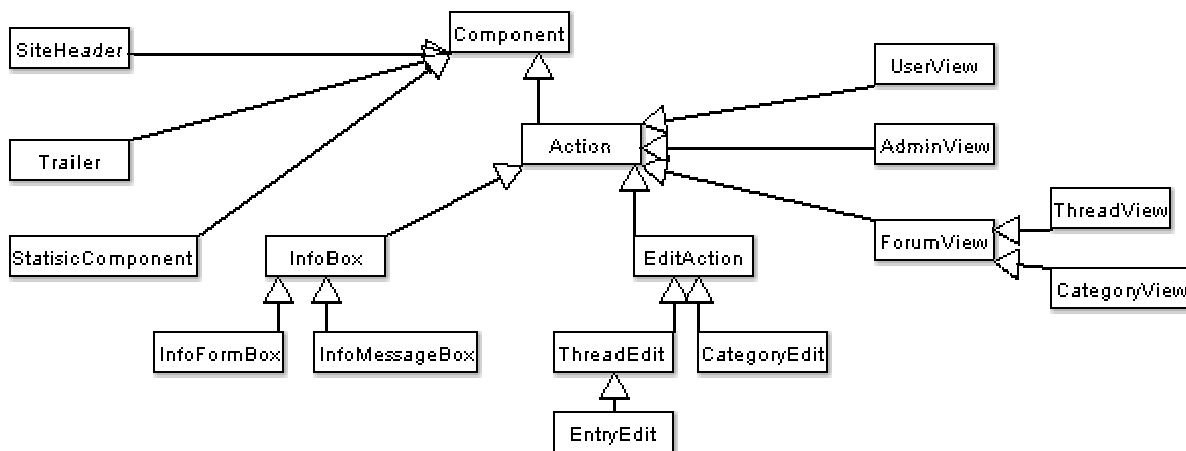 Component
SiteHeader
UserView
Trailer
Action
AdminView
ThreadView
StatisicComponent
InfoBox
EditAction
ForumView
CategoryView
InfoFormBox
InfoMessageBox
ThreadEdit
CategoryEdit
EntryEdit